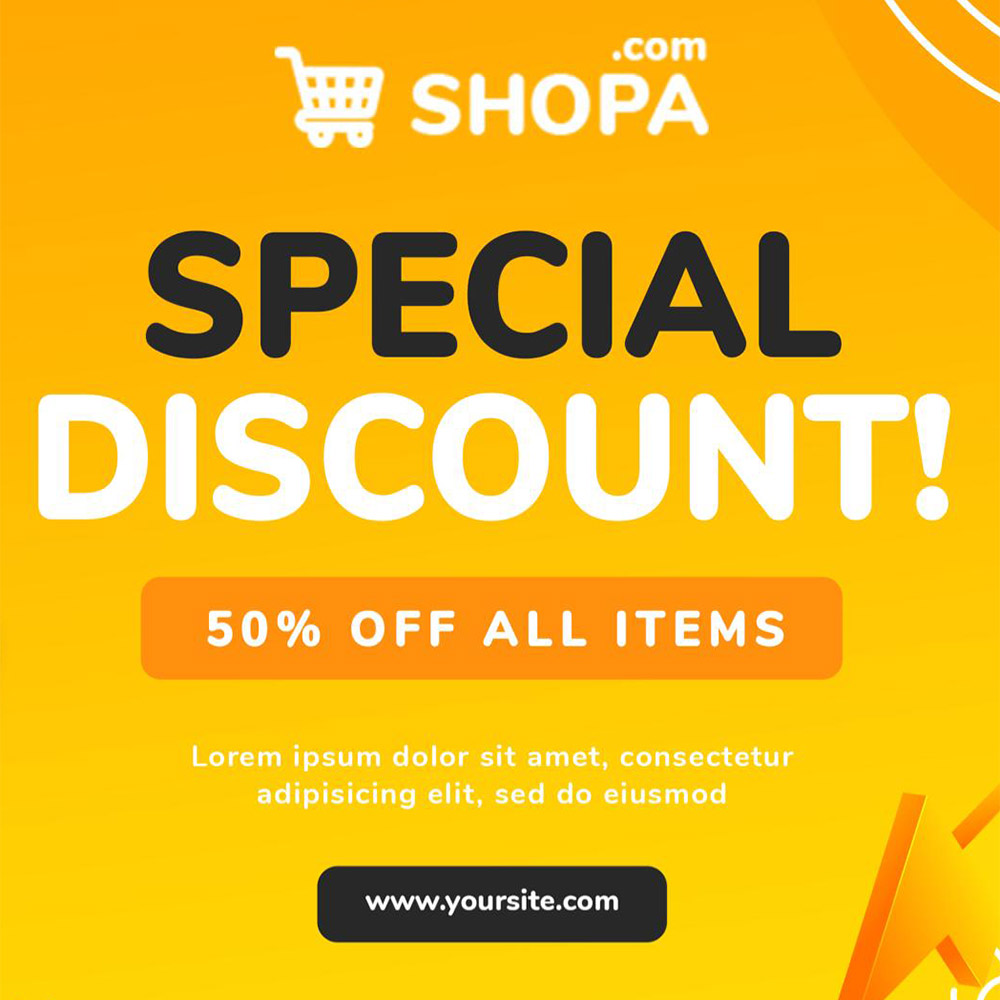 .com
SHOPA
SPECIAL
DISCOUNT!
50% OFF ALL ITEMS
Lorem ipsum dolor sit amet, consectetur
adipisicing elit, sed do eiusmod
www.yoursite.com